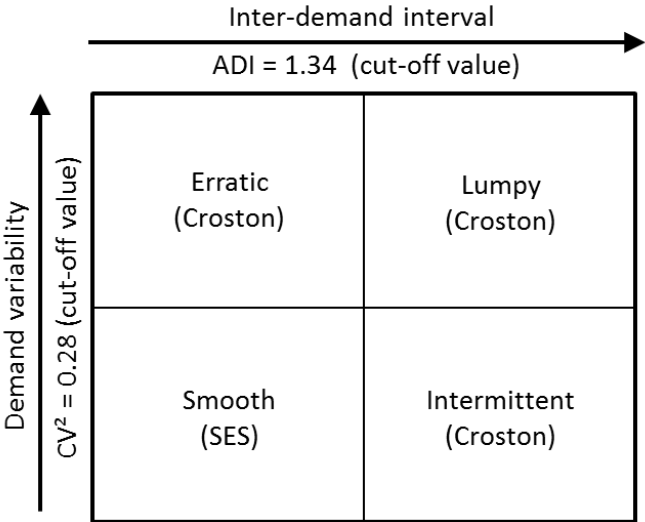 Inter-demand interval
ADI = 1.34 (cut-off value)
Demand variability
CV² = 0.28 (cut-off value)
Erratic
(Croston)
Lumpy
(Croston)
Smooth
(SES)
Intermittent
(Croston)